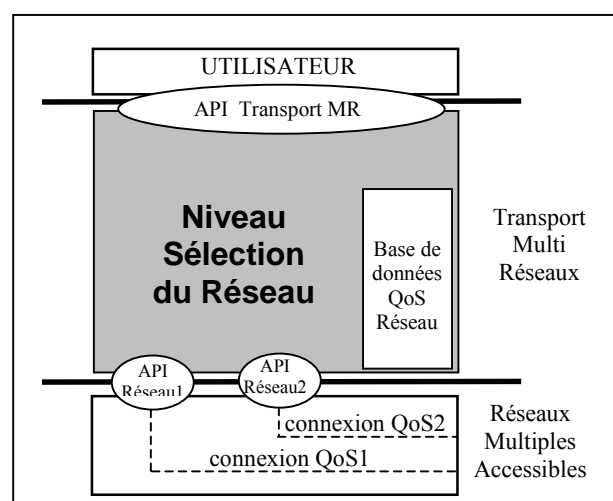 UTILISATEUR
API Transport MR
Niveau
Sélection
du Réseau
Base de
données
QoS
Réseau
Transport
Multi
Réseaux
API
Réseau1
API
Réseau2
connexion QoS2
connexion QoS1
Réseaux
Multiples
Accessibles